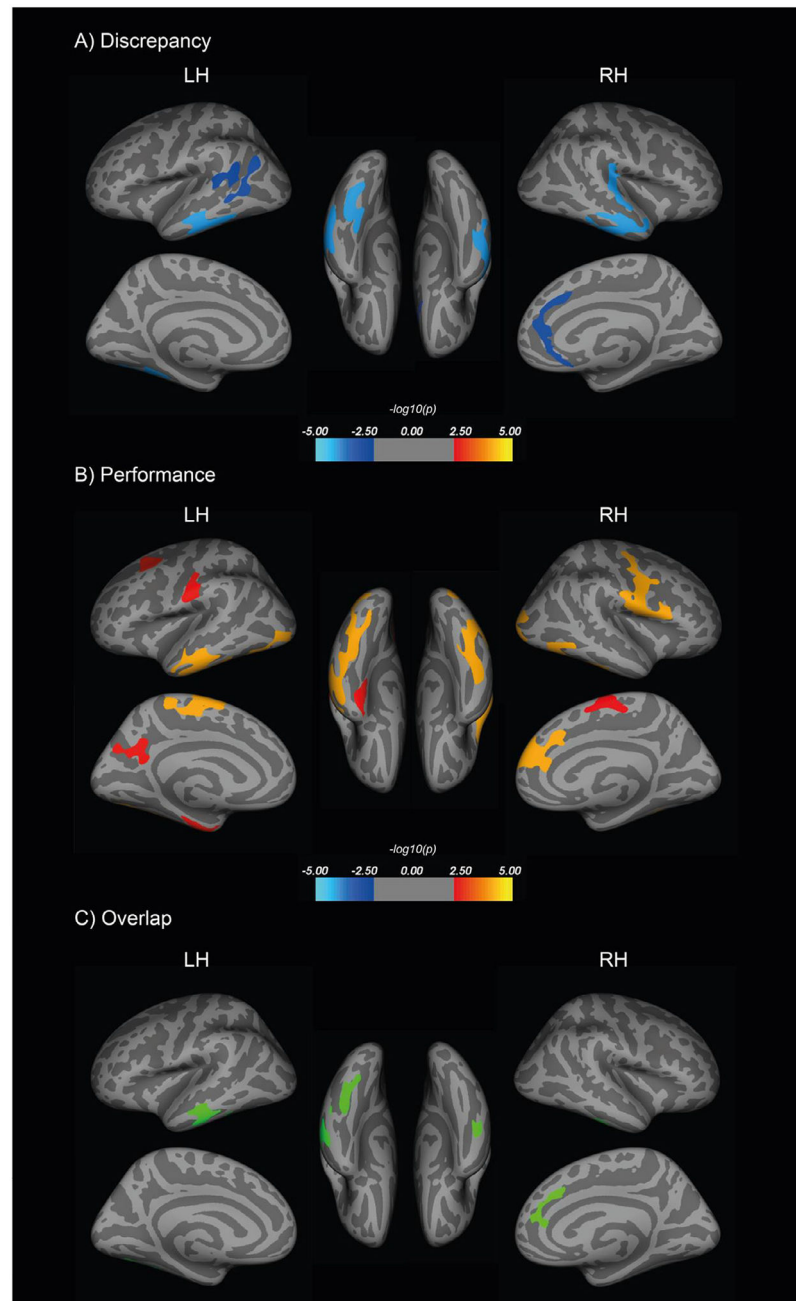 A) Discrepancy
LH RH
-log10(p)
-5.00 -2.50 0.00 2.50 5.00
B) Performance
LH RH
-log10(p)
-5.00 -2.50 0.00 2.50 5.00
C) Overlap
LH RH